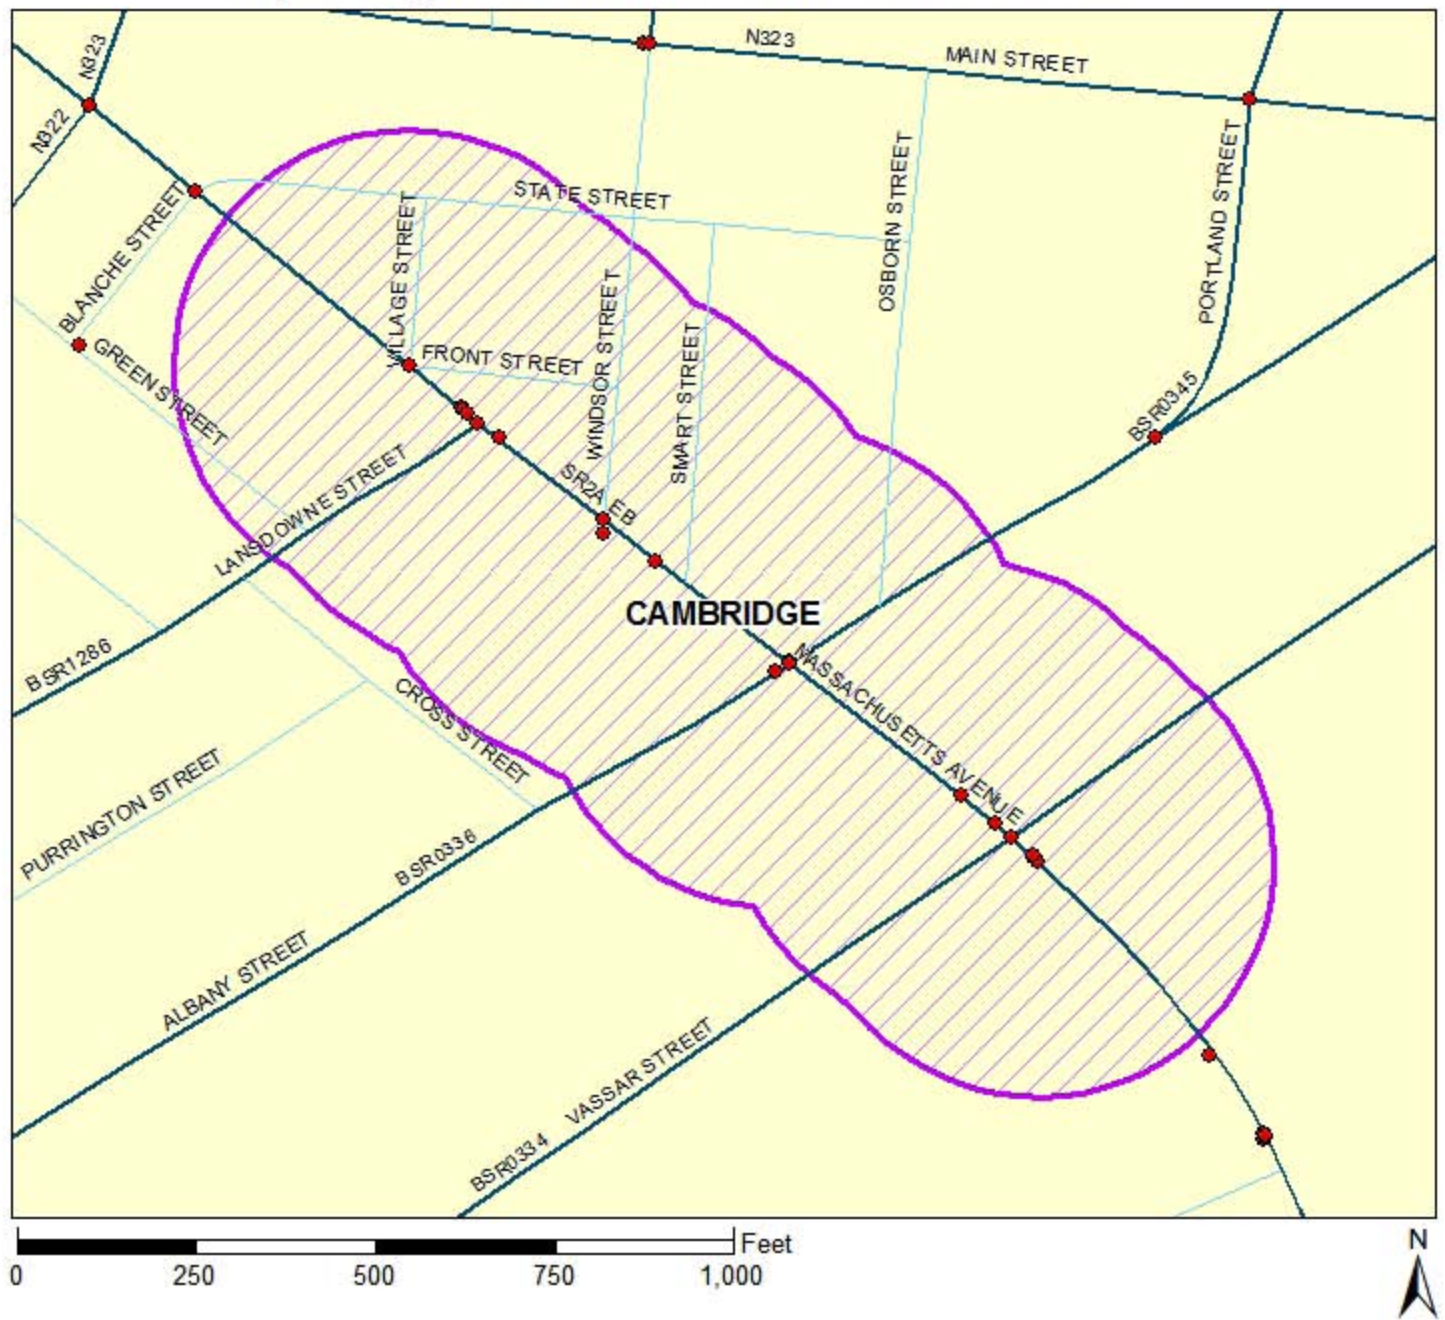 N323
MAIN STREET
N323
N322
BLANCHE STREET
STATE STREET
VILLAGE STREET
OSBORN STREET
PORTLAND STREET
WINDSOR STREET
SMART STREET
FRONT STREET
GREEN STREET
BSR0345
LANSDOWNE STREET
SR2A EB
CAMBRIDGE
BSR1286
MASSACHUSETTS AVENUE
CROSS STREET
PURRINGTON STREET
BSR0336
ALBANY STREET
VASSAR STREET
BSR0334
Feet
0 250 500 750 1,000
N